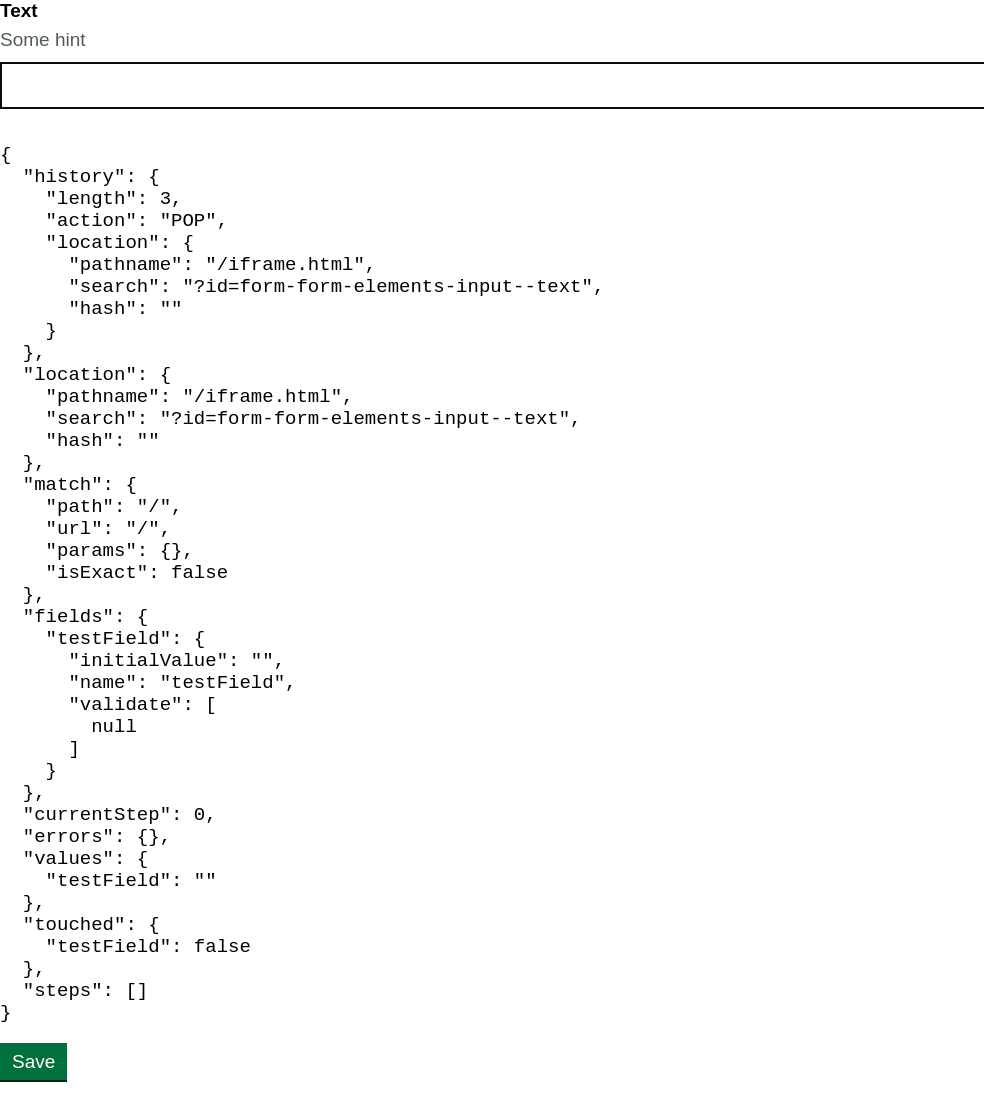 Text
Some hint
{
  "history": {
    "length": 3,
    "action": "POP",
    "location": {
      "pathname": "/iframe.html",
      "search": "?id=form-form-elements-input--text",
      "hash": ""
    }
  },
  "location": {
    "pathname": "/iframe.html",
    "search": "?id=form-form-elements-input--text",
    "hash": ""
  },
  "match": {
    "path": "/",
    "url": "/",
    "params": {},
    "isExact": false
  },
  "fields": {
    "testField": {
      "initialValue": "",
      "name": "testField",
      "validate": [
        null
      ]
    }
  },
  "currentStep": 0,
  "errors": {},
  "values": {
    "testField": ""
  },
  "touched": {
    "testField": false
  },
  "steps": []
}
Save